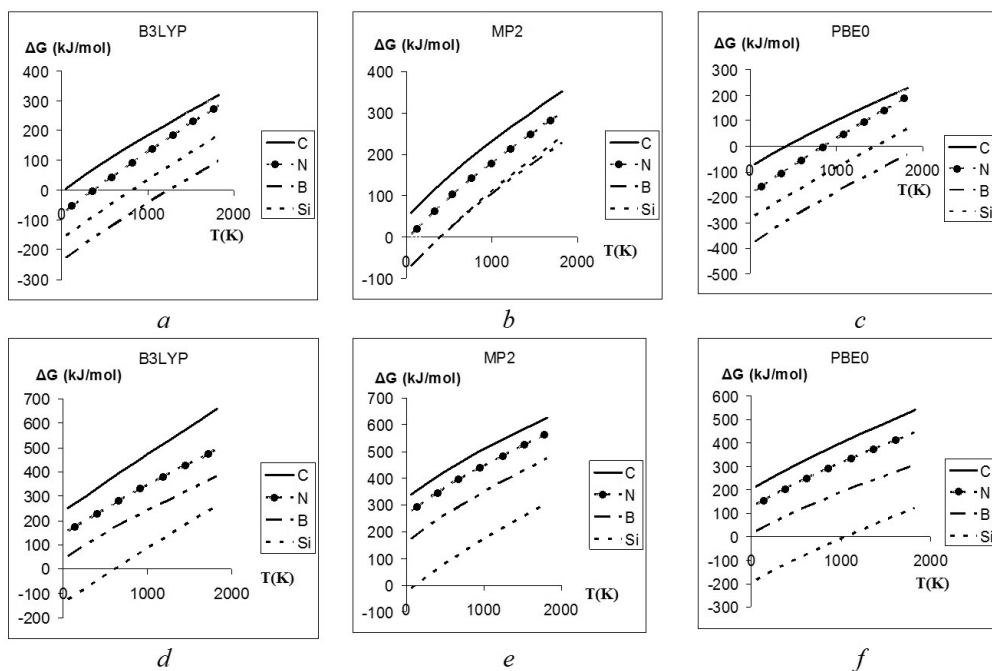 B3LYP
ΔG (kJ/mol)
400
300
200
100
0
-100
-200
-300
0
1000
2000
T(K)
C
N
B
Si
a
MP2
ΔG (kJ/mol)
400
300
200
100
0
-100
0
1000
2000
T(K)
C
N
B
Si
b
PBE0
ΔG (kJ/mol)
300
200
100
0
-100
-200
-300
-400
-500
0
1000
2000
T(K)
C
N
B
Si
c
B3LYP
ΔG (kJ/mol)
700
600
500
400
300
200
100
0
-100
-200
0
1000
2000
T(K)
C
N
B
Si
d
MP2
ΔG (kJ/mol)
700
600
500
400
300
200
100
0
-100
0
1000
2000
T(K)
C
N
B
Si
e
PBE0
ΔG (kJ/mol)
600
500
400
300
200
100
0
-100
-200
-300
0
1000
2000
T(K)
C
N
B
Si
f